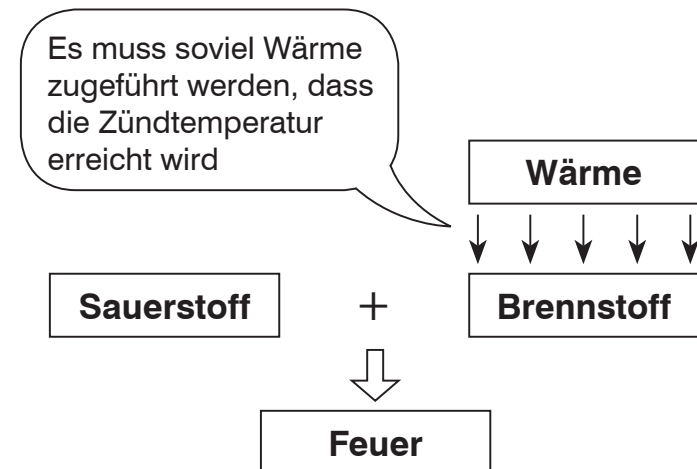 Es muss soviel Wärme
zugeführt werden, dass
die Zündtemperatur
erreicht wird
Wärme
Sauerstoff + Brennstoff
Feuer